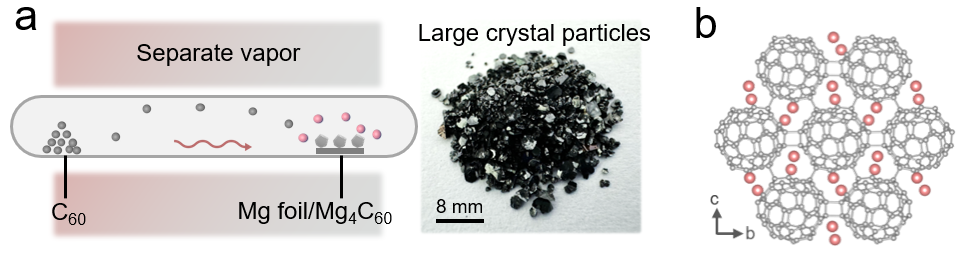 a
Separate vapor
C60
Mg foil/Mg4C60
Large crystal particles
8 mm
b
c
b